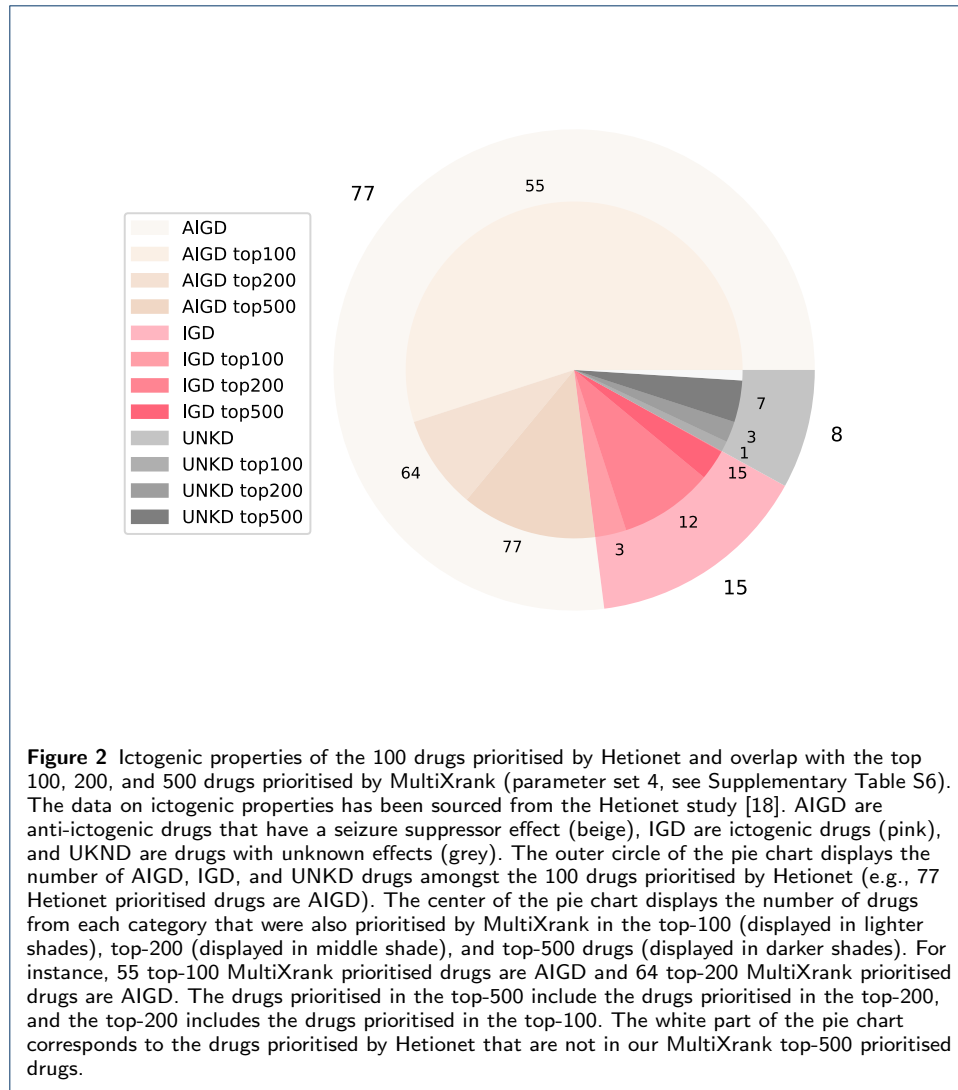 77
55
AIGD
AIGD top100
AIGD top200
AIGD top500
IGD
IGD top100
IGD top200
IGD top500
UNKD
UNKD top100
UNKD top200
UNKD top500
7
3
8
1
15
64
12
77
3
15
Figure 2 Ictogenic properties of the 100 drugs prioritised by Hetionet and overlap with the top
100, 200, and 500 drugs prioritised by MultiXrank (parameter set 4, see Supplementary Table S6).
The data on ictogenic properties has been sourced from the Hetionet study [18]. AIGD are
anti-ictogenic drugs that have a seizure suppressor effect (beige), IGD are ictogenic drugs (pink),
and UKND are drugs with unknown effects (grey). The outer circle of the pie chart displays the
number of AIGD, IGD, and UNKD drugs amongst the 100 drugs prioritised by Hetionet (e.g., 77
Hetionet prioritised drugs are AIGD). The center of the pie chart displays the number of drugs
from each category that were also prioritised by MultiXrank in the top-100 (displayed in lighter
shades), top-200 (displayed in middle shade), and top-500 drugs (displayed in darker shades). For
instance, 55 top-100 MultiXrank prioritised drugs are AIGD and 64 top-200 MultiXrank prioritised
drugs are AIGD. The drugs prioritised in the top-500 include the drugs prioritised in the top-200,
and the top-200 includes the drugs prioritised in the top-100. The white part of the pie chart
corresponds to the drugs prioritised by Hetionet that are not in our MultiXrank top-500 prioritised
drugs.